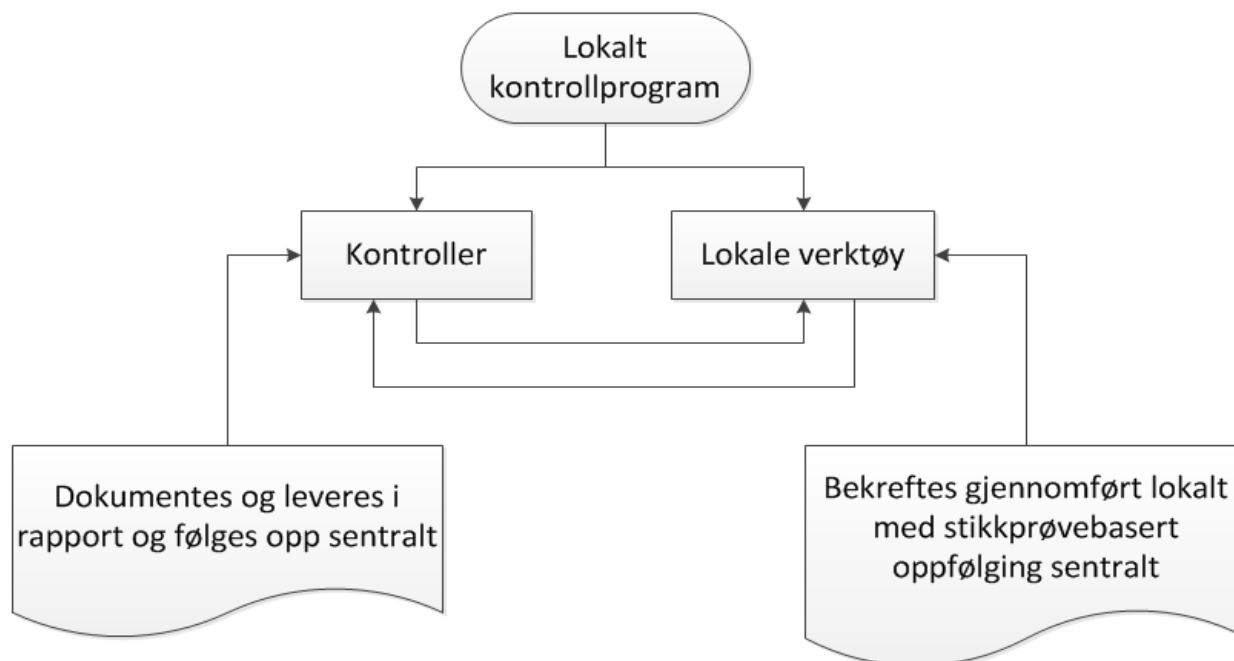 Lokalt
kontrollprogram
Kontroller
Lokale verktøy
Dokumentes og leveres i
rapport og følges opp sentralt
Bekreftes gjennomført lokalt
med stikkprøvebasert
oppfølging sentralt